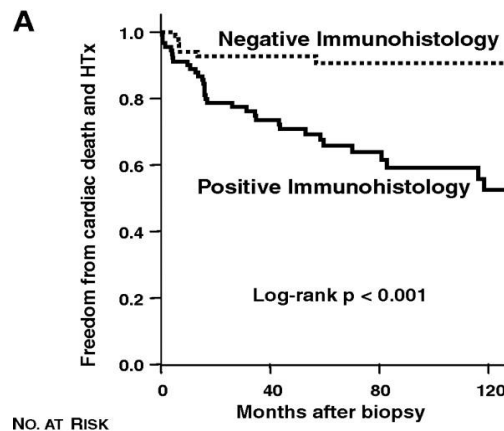 A
Freedom from cardiac death and HTx
1.0
0.8
0.6
0.4
0.2
0.0
Negative Immunohistology
Positive Immunohistology
Log-rank p < 0.001
0 40 80 120
Months after biopsy
NO. AT RISK